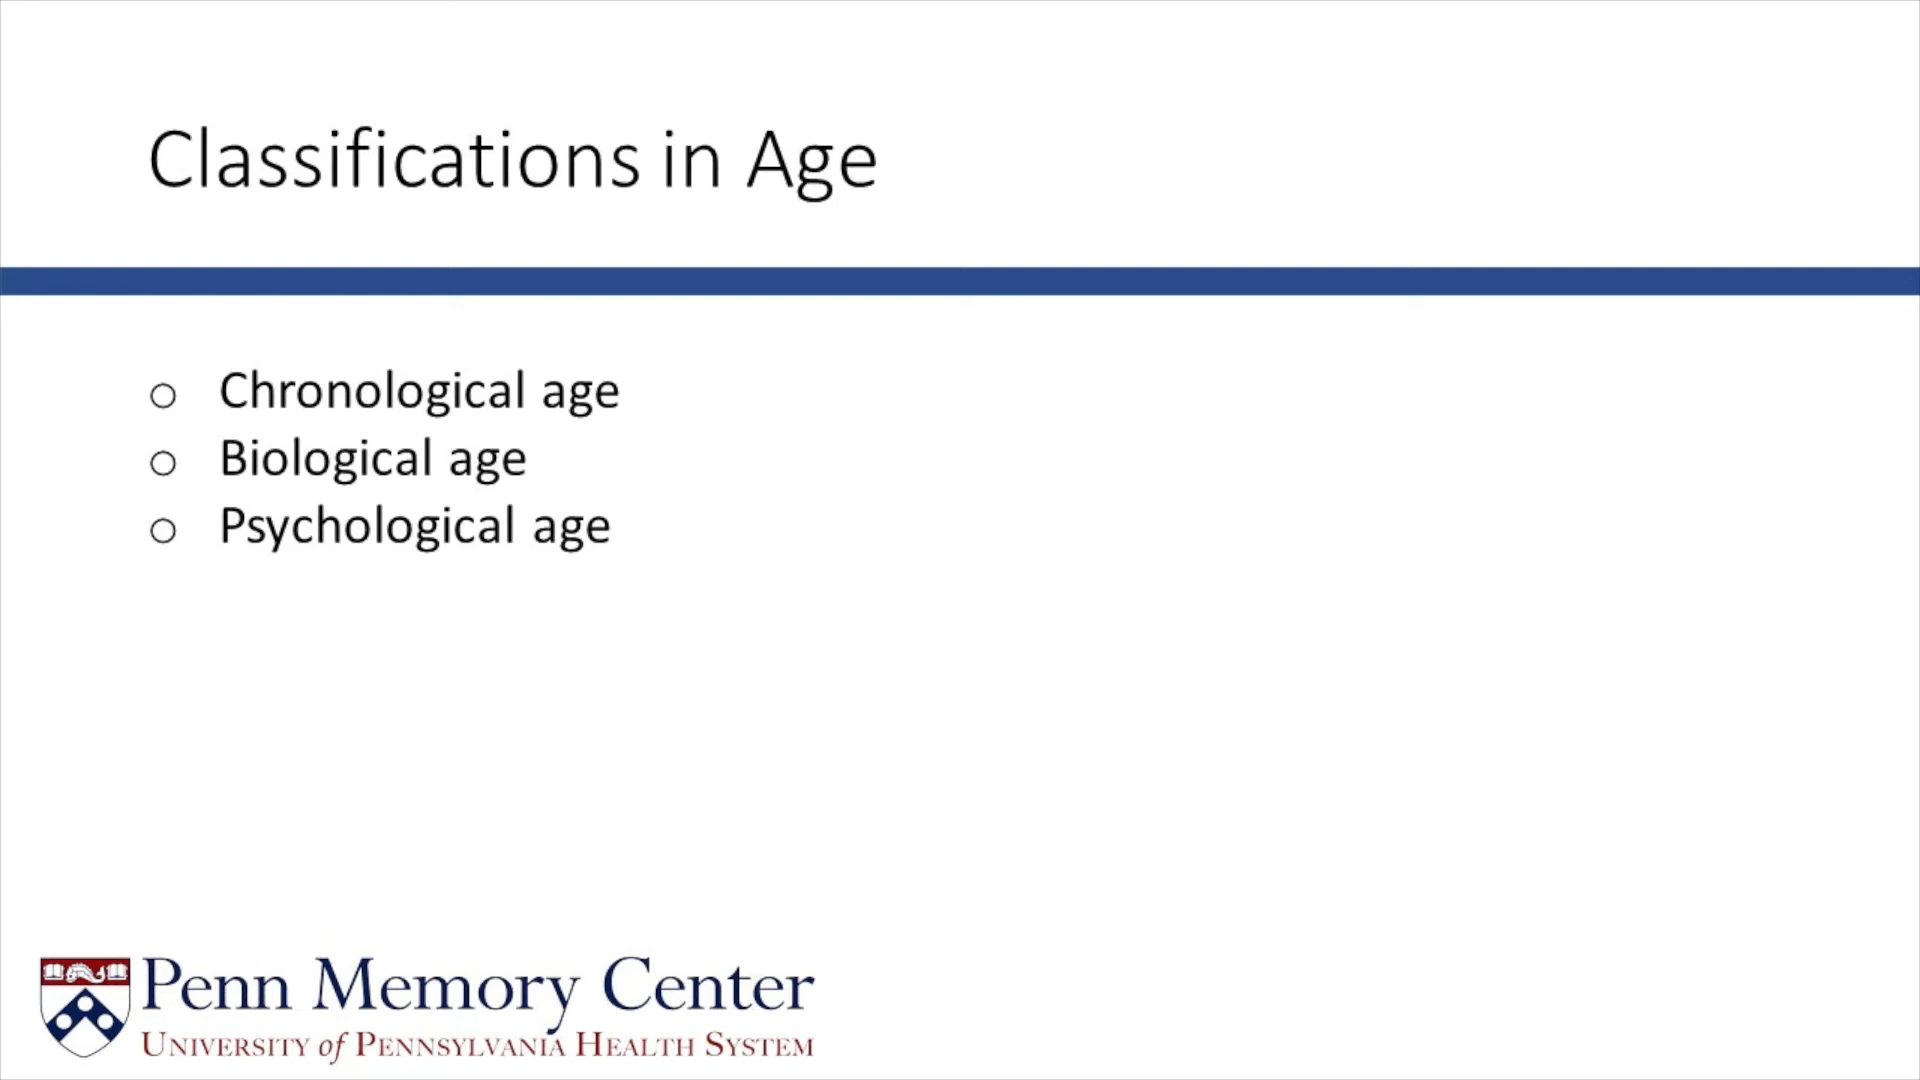 Classifications in Age
○ Chronological age
○ Biological age
○ Psychological age
Penn Memory Center
University of Pennsylvania Health System